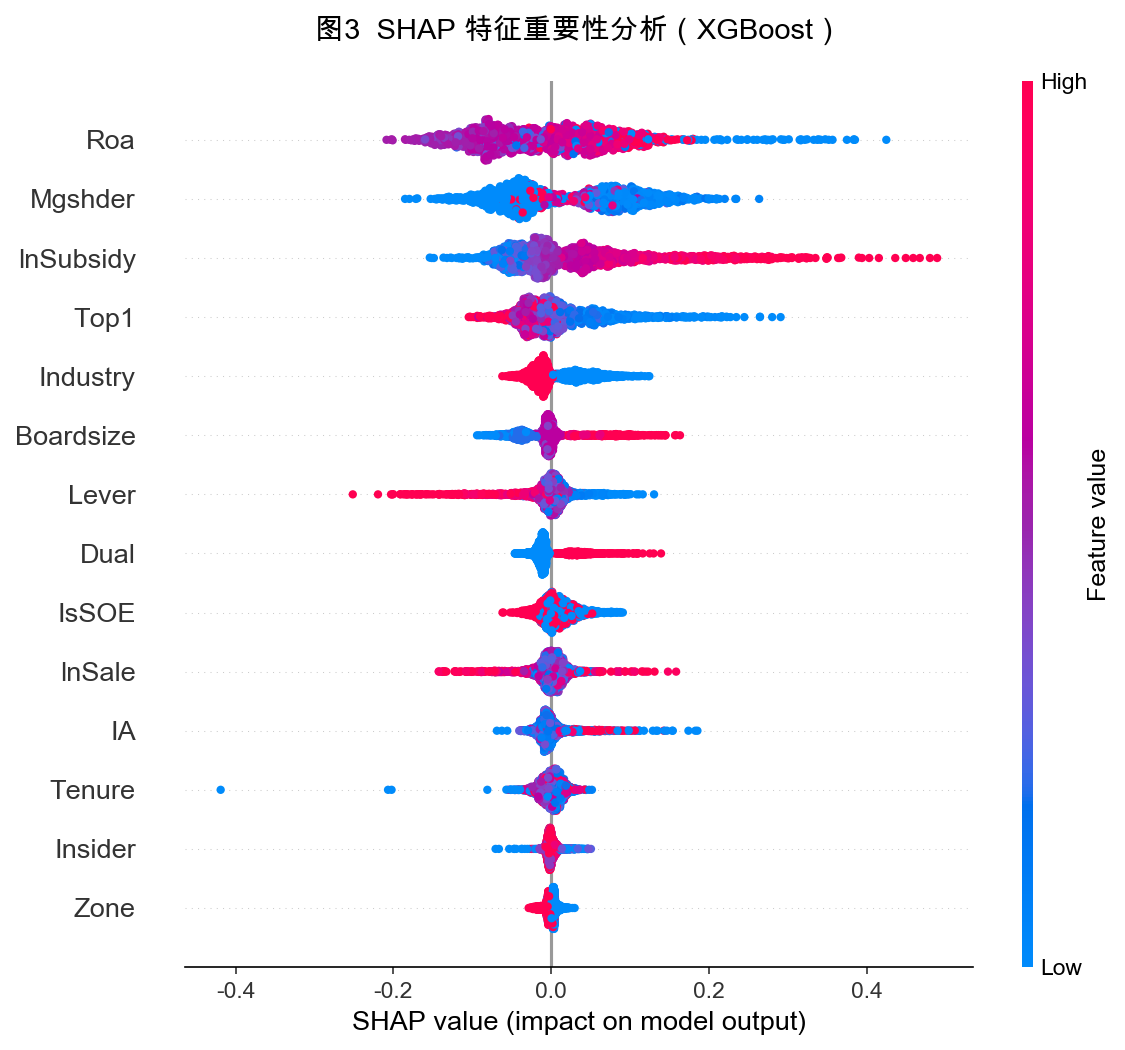 图3  SHAP 特征重要性分析（XGBoost）
High
Roa
Mgshder
lnSubsidy
Top1
Industry
Boardsize
Lever
Dual
IsSOE
lnSale
IA
Tenure
Insider
Zone
Feature value
Low
-0.4 -0.2 0.0 0.2 0.4
SHAP value (impact on model output)